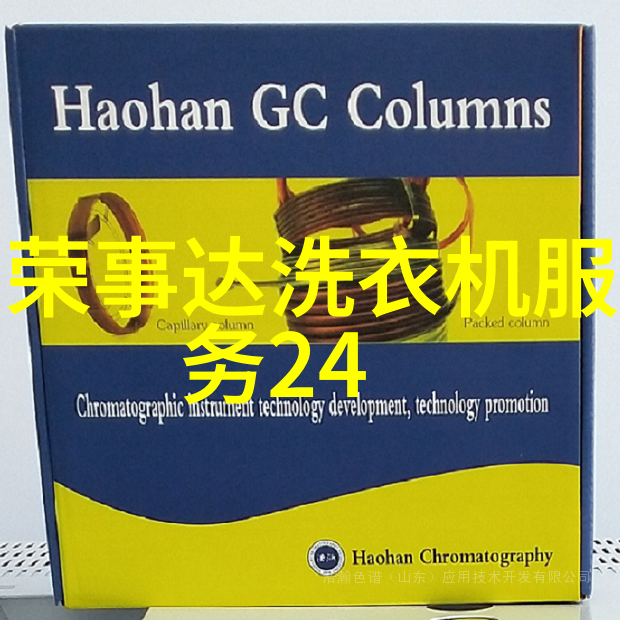 Haohan GC Columns
荣事达洗衣机服
务24
Capillary column
Packed column
Chromatographic instrument technology development, technology promotion
Haohan Chromatography
浩瀚色谱（山东）应用技术开发有限公司